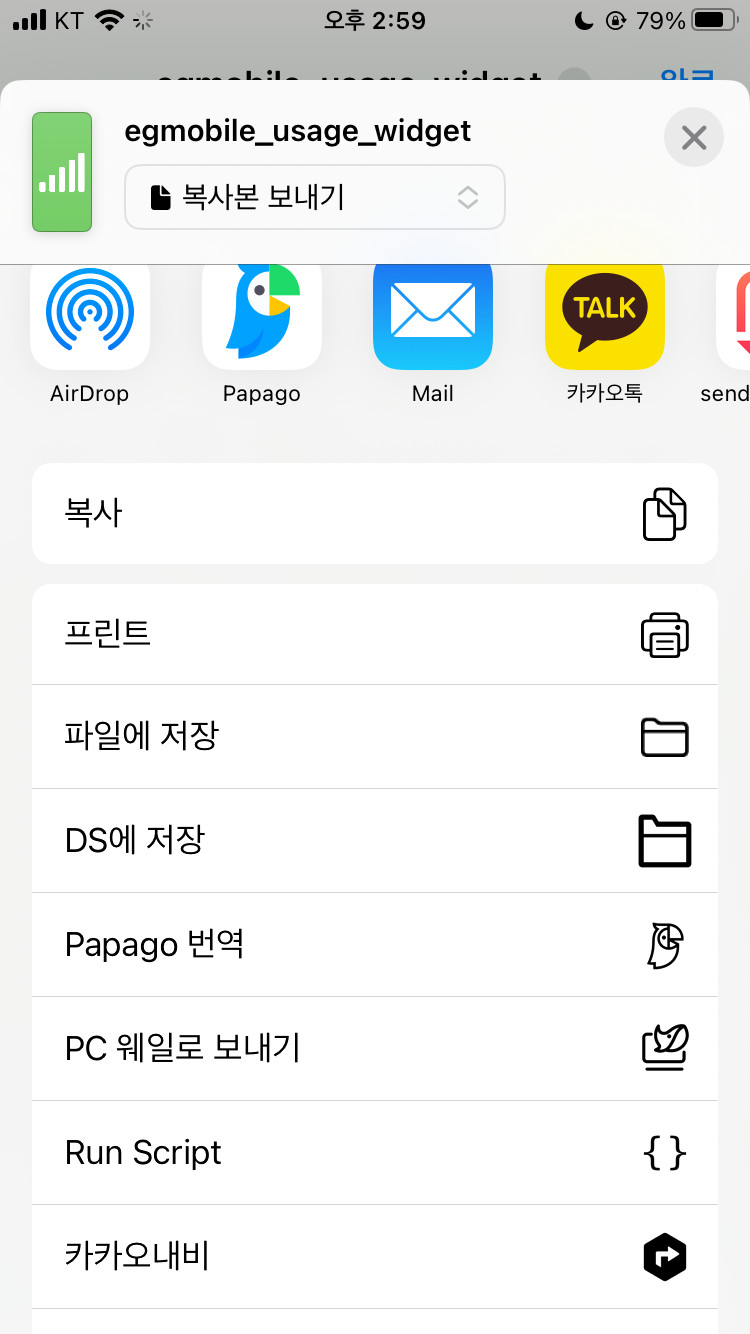 KT 오후 2:59 79%
egmobile_usage_widget
복사본 보내기
TALK
AirDrop Papago Mail 카카오톡 send
복사
프린트
파일에 저장
DS에 저장
Papago 번역
PC 웨일로 보내기
Run Script
카카오내비